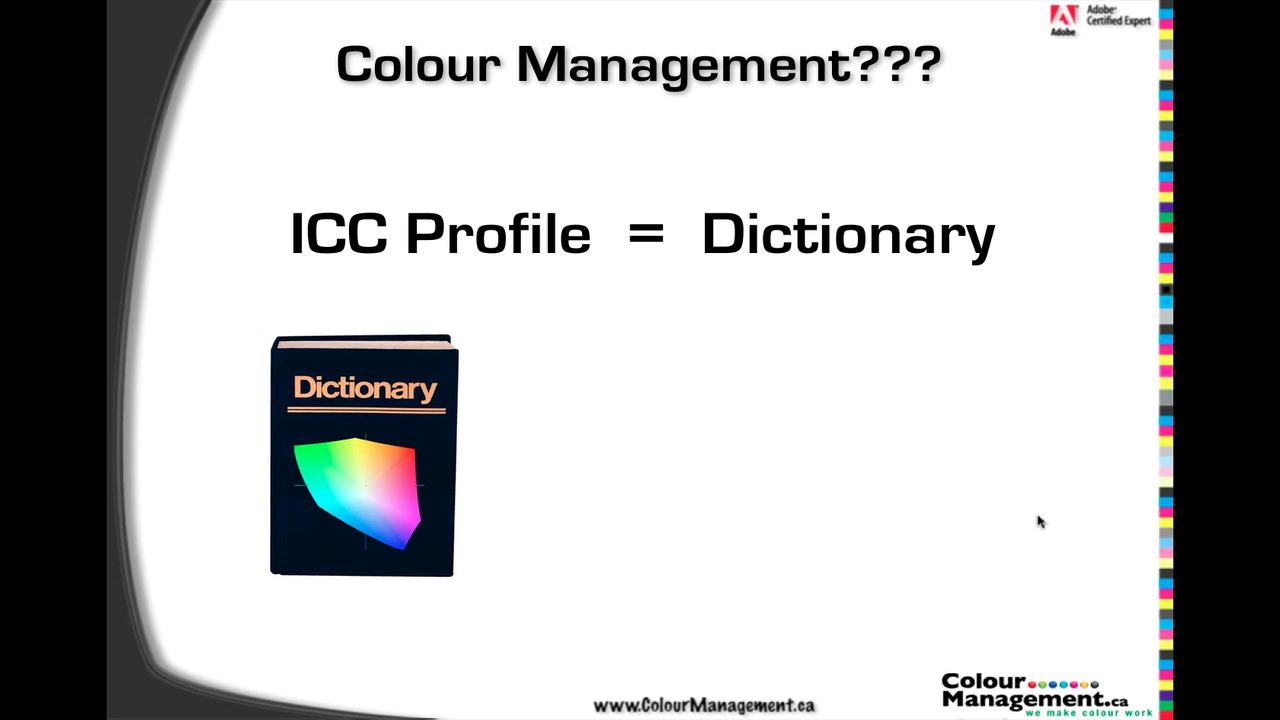 Adobe
Adobe®
Certified Expert
Colour Management???
ICC Profile = Dictionary
Dictionary
www.ColourManagement.ca
Colour
Management.ca
we make colour work